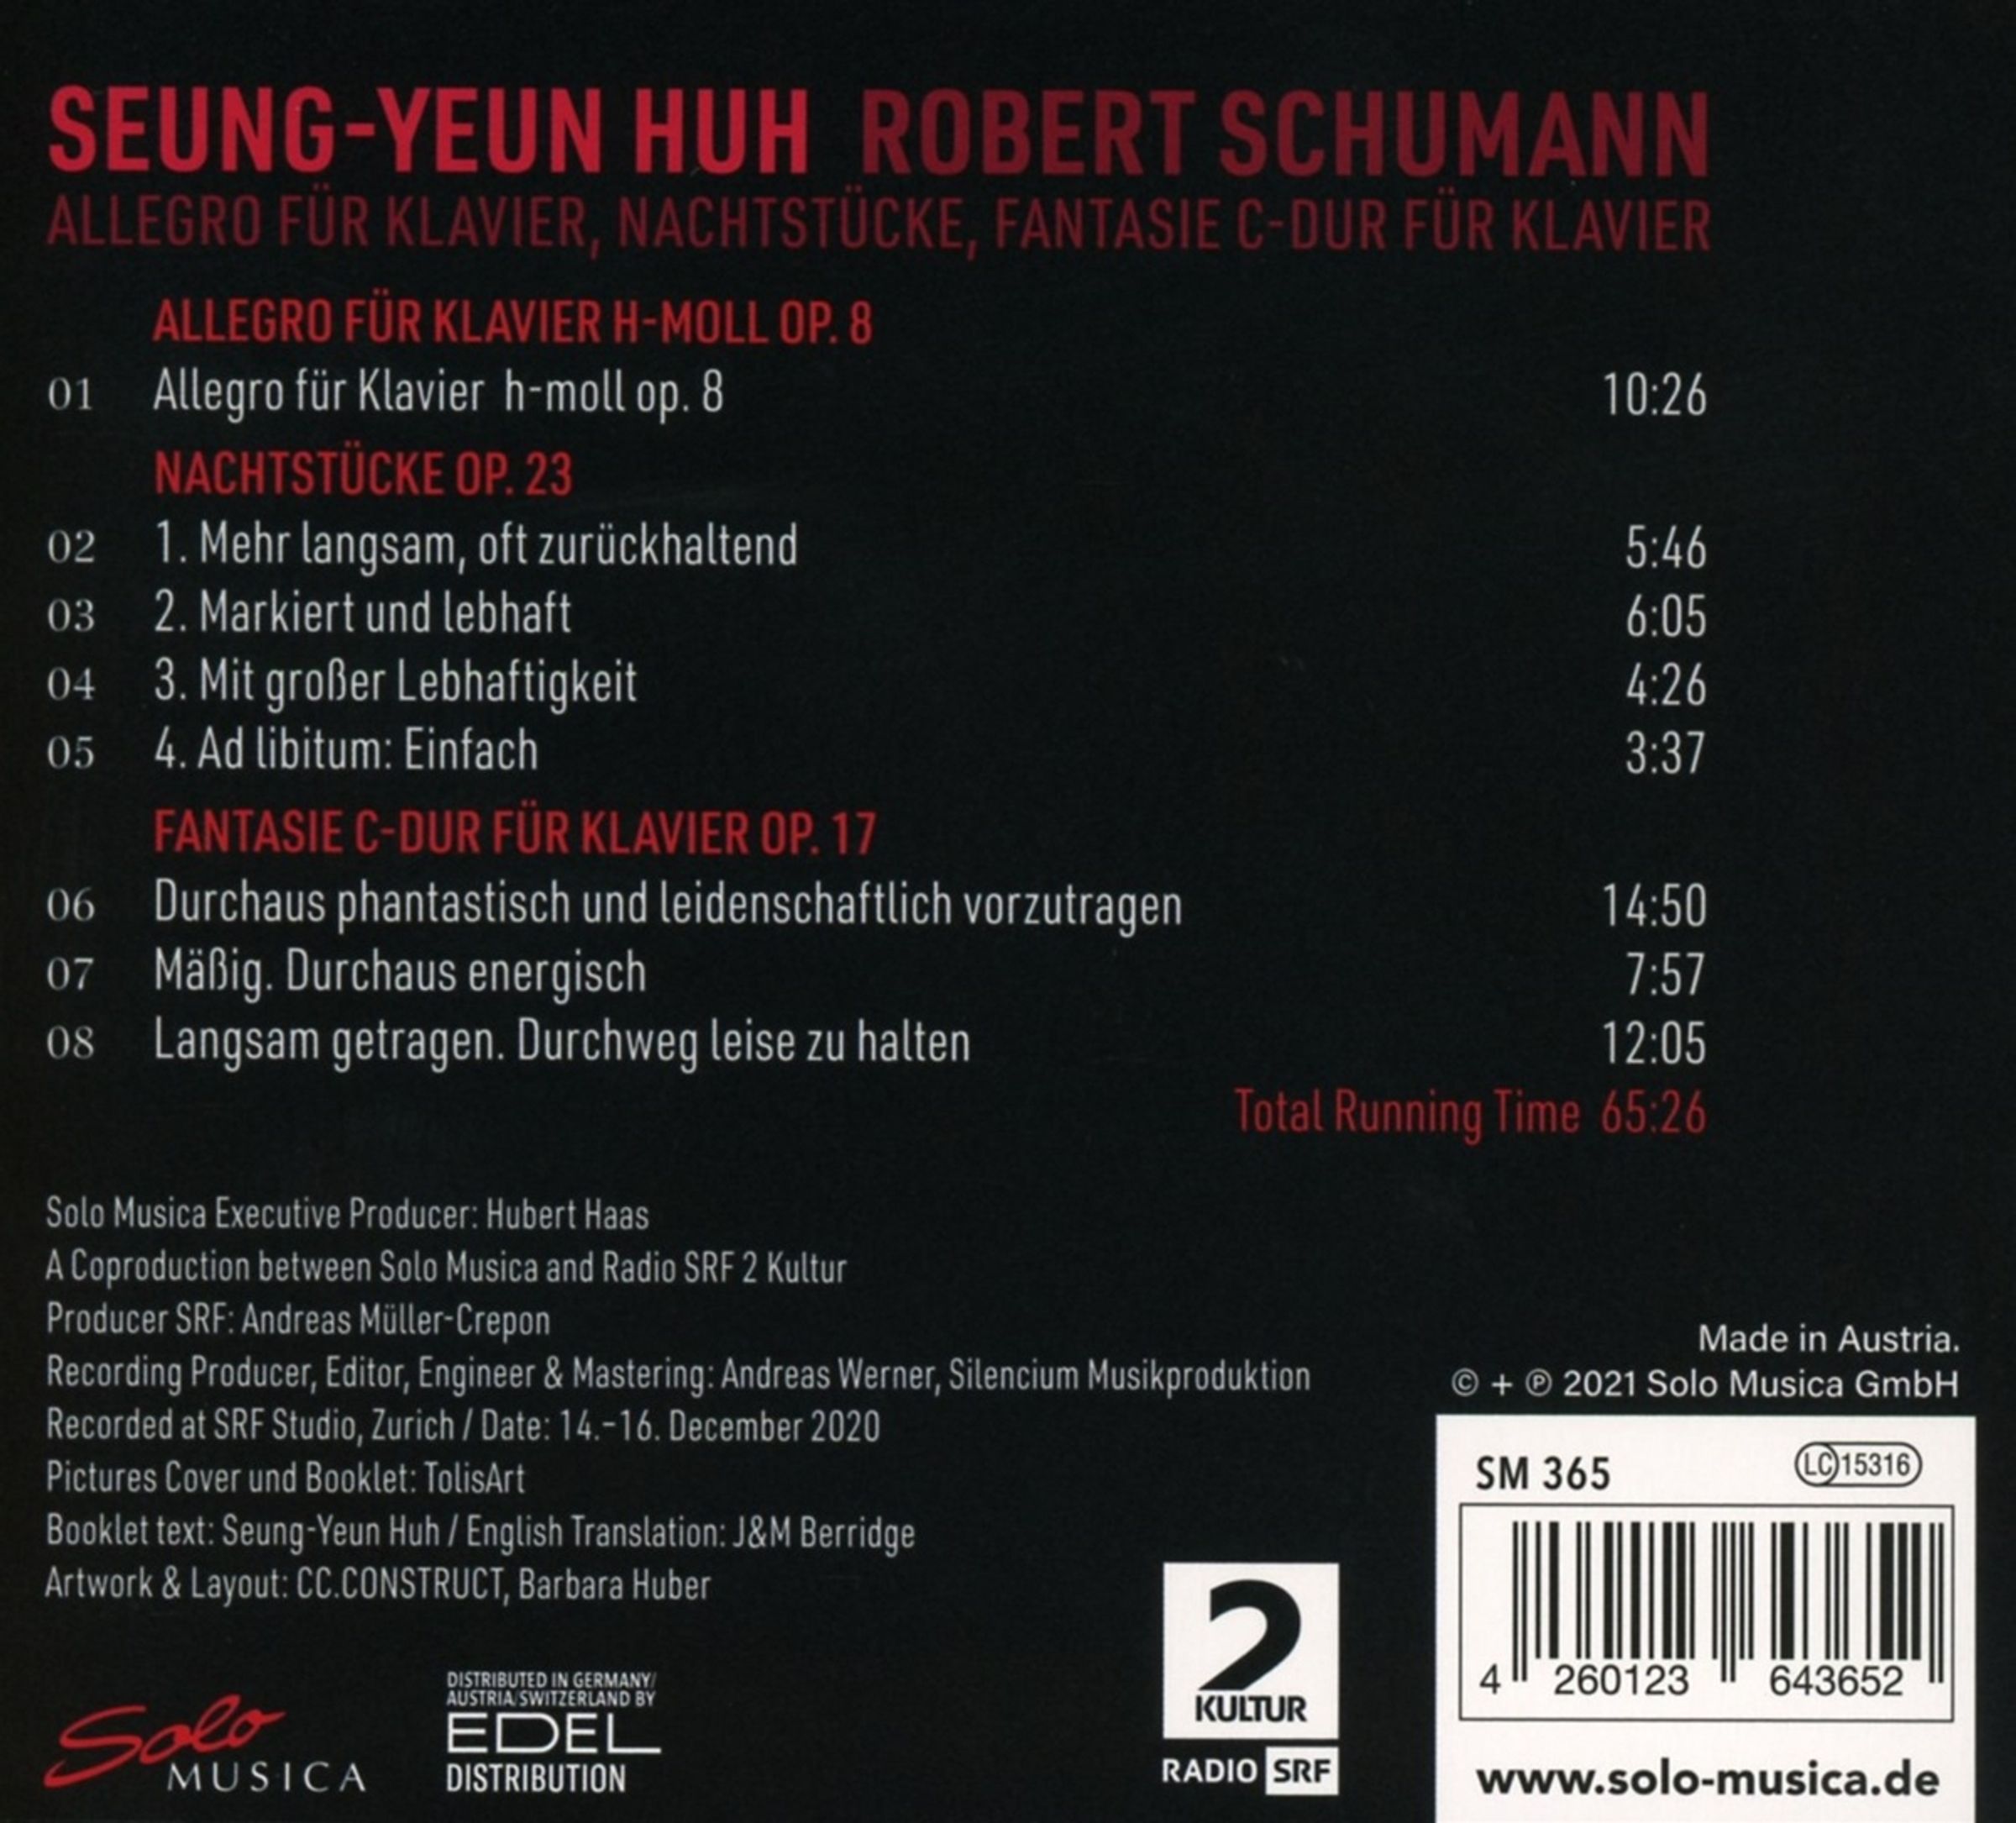 SEUNG-YEUN HUH ROBERT SCHUMANN
ALLEGRO FÜR KLAVIER, NACHTSTÜCKE, FANTASIE C-DUR FÜR KLAVIER
ALLEGRO FÜR KLAVIER H-MOLL OP. 8
01 Allegro für Klavier h-moll op. 8 10:26
NACHTSTÜCKE OP. 23
02 1. Mehr langsam, oft zurückhaltend 5:46
03 2. Markiert und lebhaft 6:05
04 3. Mit großer Lebhaftigkeit 4:26
05 4. Ad libitum: Einfach 3:37
FANTASIE C-DUR FÜR KLAVIER OP. 17
06 Durchaus phantastisch und leidenschaftlich vorzutragen 14:50
07 Mäßig. Durchaus energisch 7:57
08 Langsam getragen. Durchweg leise zu halten 12:05
Total Running Time 65:26
Solo Musica Executive Producer: Hubert Haas
A Coproduction between Solo Musica and Radio SRF 2 Kultur
Producer SRF: Andreas Müller-Crepon
Recording Producer, Editor, Engineer & Mastering: Andreas Werner, Silencium Musikproduktion
Recorded at SRF Studio, Zurich / Date: 14.-16. December 2020
Pictures Cover und Booklet: TolisArt
Booklet text: Seung-Yeun Huh / English Translation: J&M Berridge
Artwork & Layout: CC.CONSTRUCT, Barbara Huber
Made in Austria.
© + ℗ 2021 Solo Musica GmbH
SM 365
LC 15316
4 260123 643652
www.solo-musica.de
Solo
MUSICA
DISTRIBUTED IN GERMANY/
AUSTRIA/SWITZERLAND BY
EDEL
DISTRIBUTION
2
KULTUR
RADIO SRF